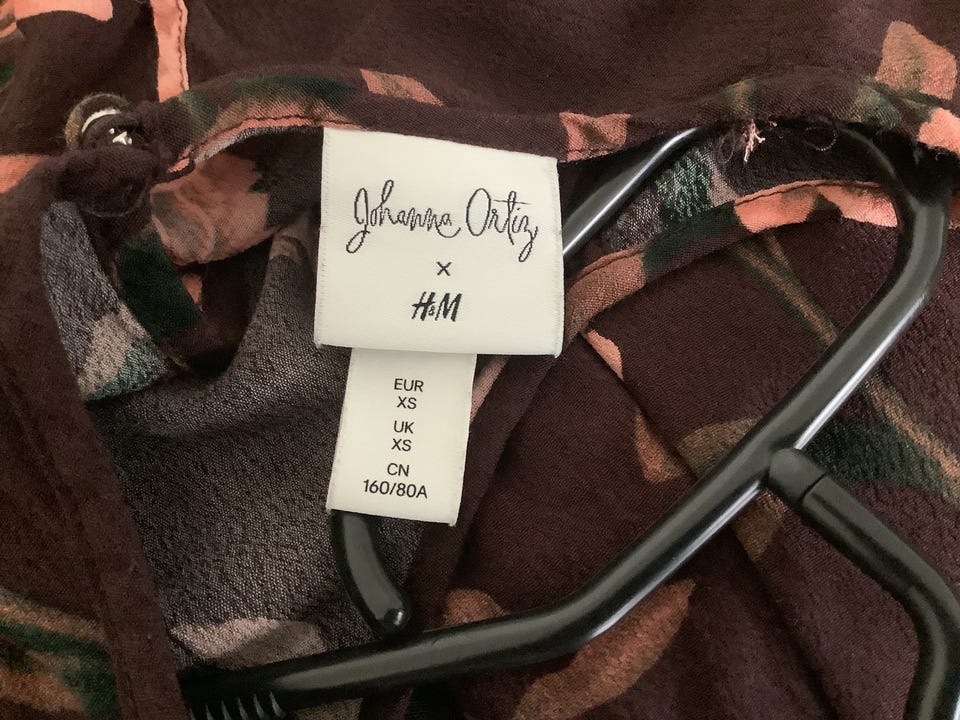 Johanna Ortiz
x
H&M
EUR
XS
UK
XS
CN
160/80A